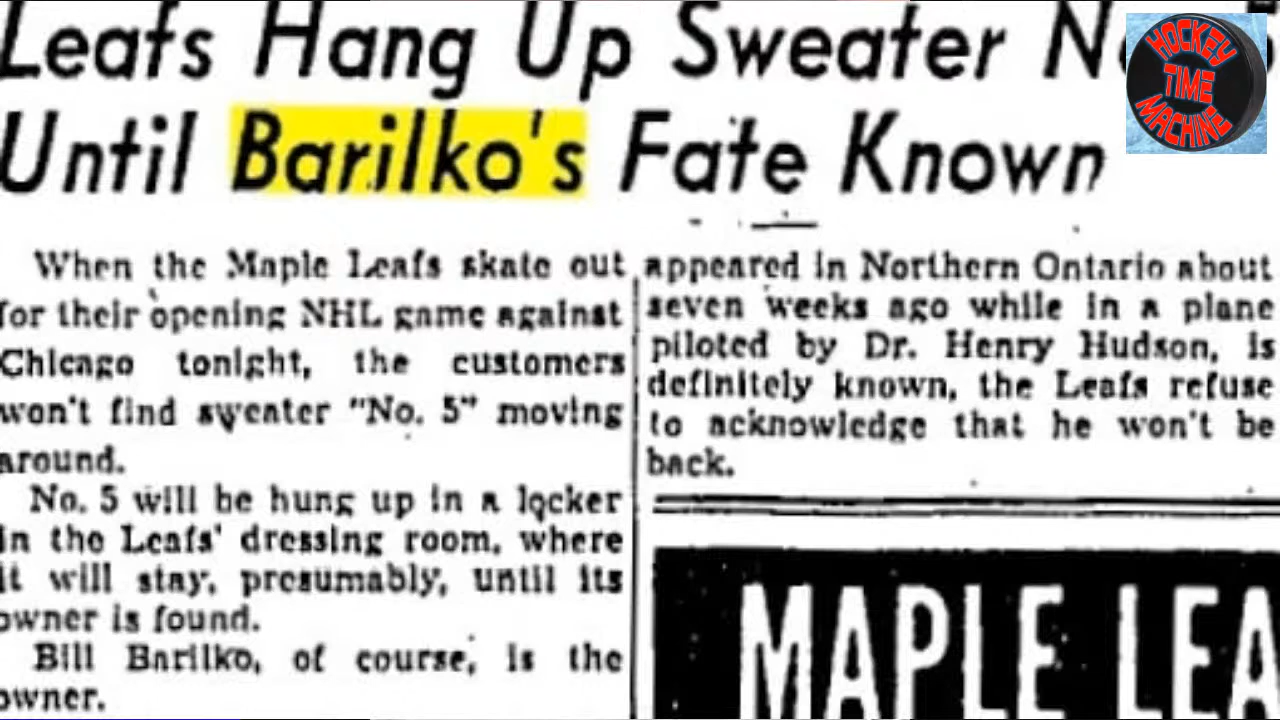 Leafs Hang Up Sweater
Until Barilko's Fate Known
HOCKEY
TIME
MACHINE
When the Maple Leafs skate out
for their opening NHL game against
Chicago tonight, the customers
won't find sweater "No. 5" moving
around.
No. 5 will be hung up in a locker
in the Leafs' dressing room, where
it will stay, presumably, until its
owner is found.
Bill Barilko, of course, is the
owner.
appeared in Northern Ontario about
seven weeks ago while in a plane
piloted by Dr. Henry Hudson, is
definitely known, the Leafs refuse
to acknowledge that he won't be
back.
MAPLE LEA